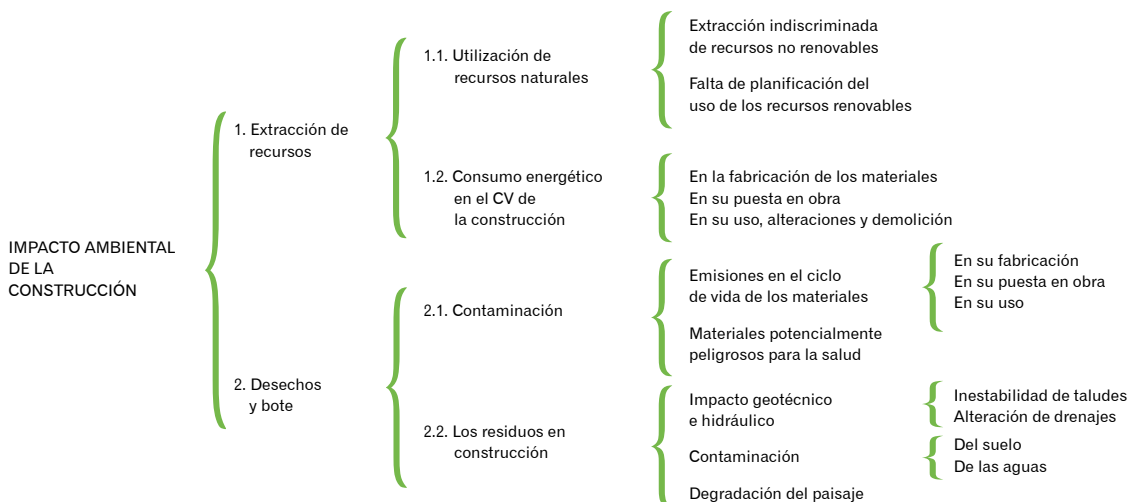 IMPACTO AMBIENTAL
DE LA
CONSTRUCCIÓN
1. Extracción de
recursos
1.1. Utilización de
recursos naturales
Extracción indiscriminada
de recursos no renovables
Falta de planificación del
uso de los recursos renovables
1.2. Consumo energético
en el CV de
la construcción
En la fabricación de los materiales
En su puesta en obra
En su uso, alteraciones y demolición
2. Desechos
y bote
2.1. Contaminación
Emisiones en el ciclo
de vida de los materiales
En su fabricación
En su puesta en obra
En su uso
Materiales potencialmente
peligrosos para la salud
2.2. Los residuos en
construcción
Impacto geotécnico
e hidráulico
Inestabilidad de taludes
Alteración de drenajes
Contaminación
Del suelo
De las aguas
Degradación del paisaje